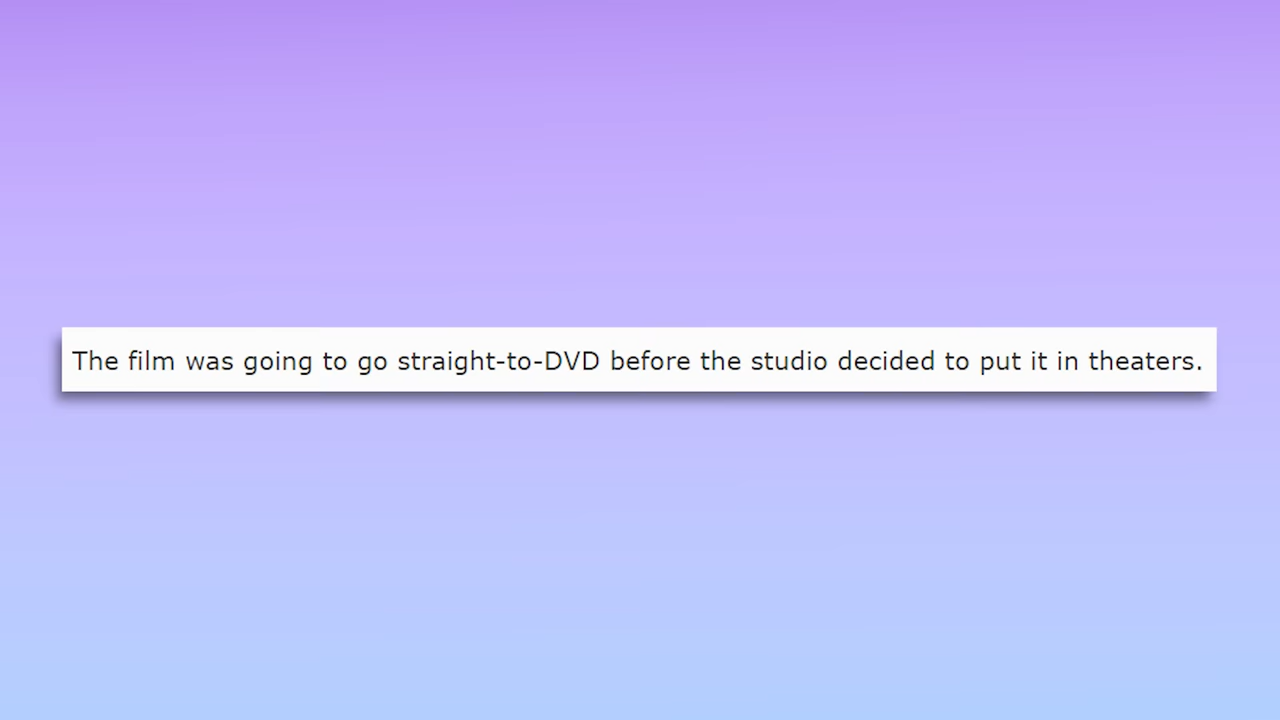 The film was going to go straight-to-DVD before the studio decided to put it in theaters.